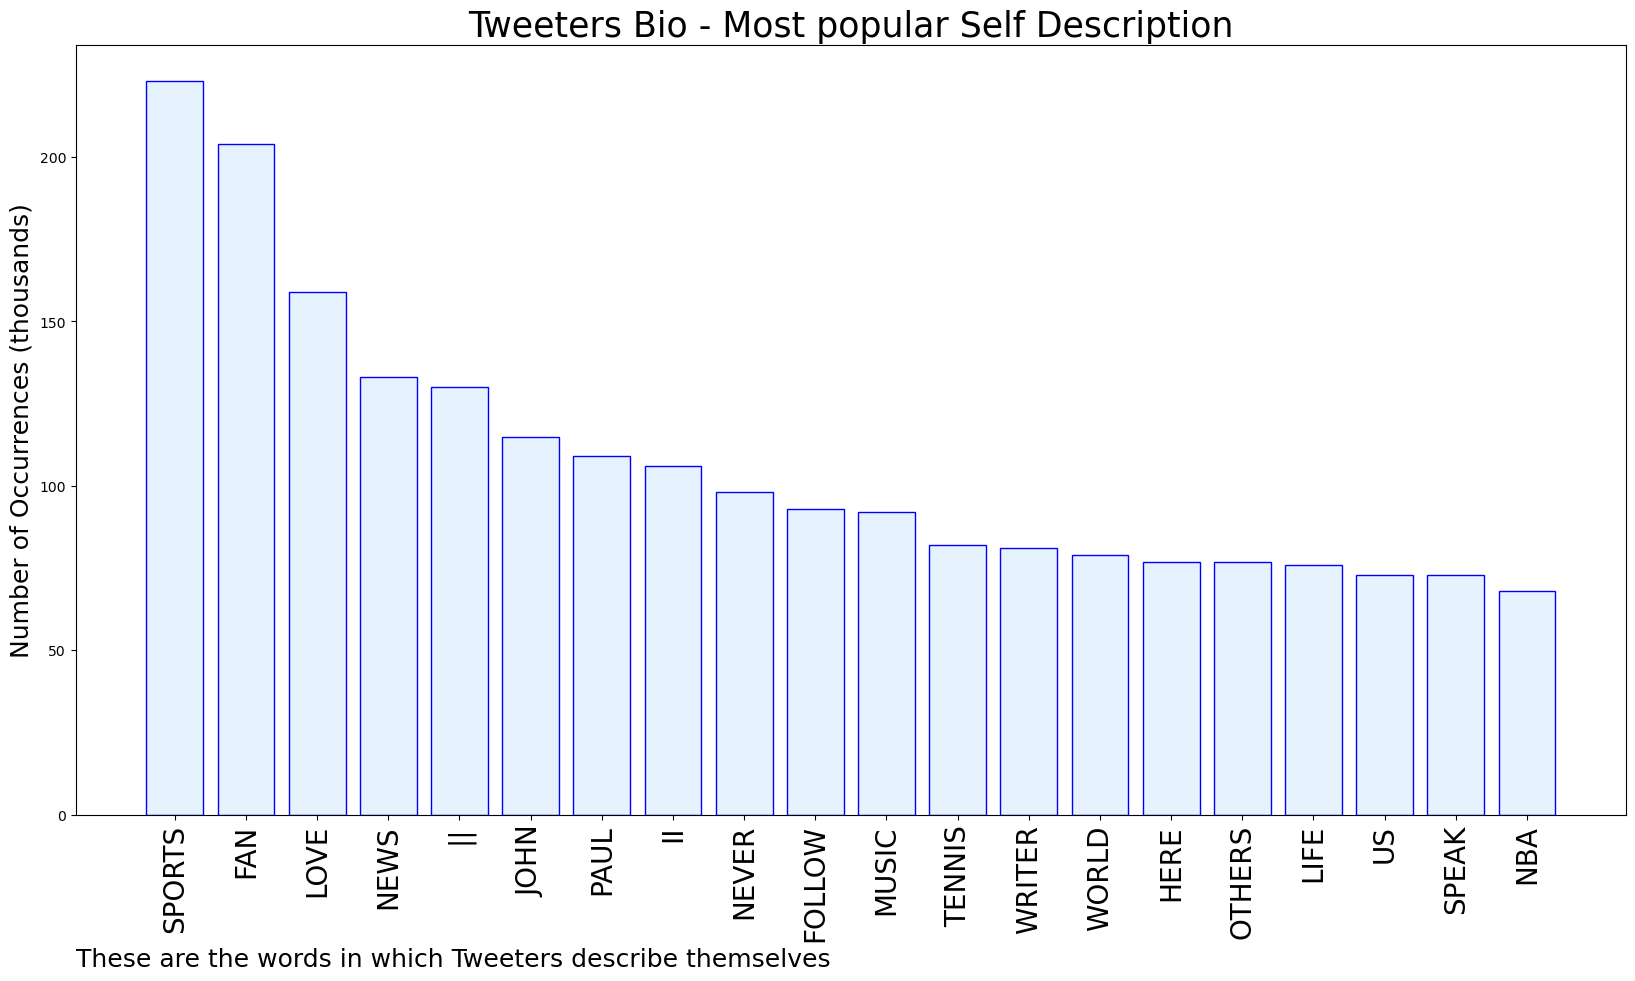 Tweeters Bio - Most popular Self Description
Number of Occurrences (thousands)
200
150
100
50
0
SPORTS
FAN
LOVE
NEWS
||
JOHN
PAUL
II
NEVER
FOLLOW
MUSIC
TENNIS
WRITER
WORLD
HERE
OTHERS
LIFE
US
SPEAK
NBA
These are the words in which Tweeters describe themselves